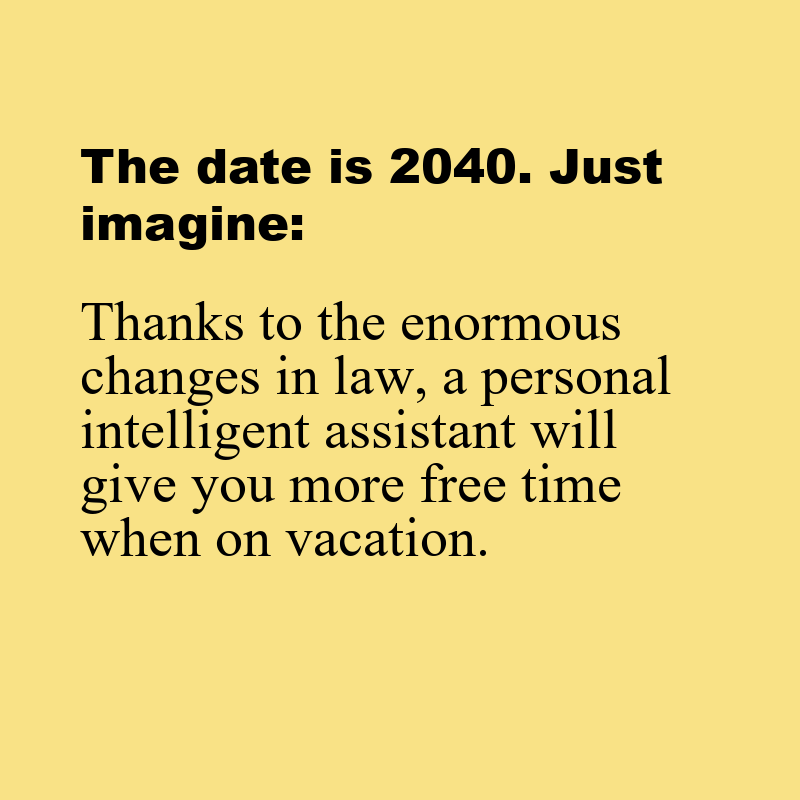 The date is 2040. Just
imagine:
Thanks to the enormous
changes in law, a personal
intelligent assistant will
give you more free time
when on vacation.